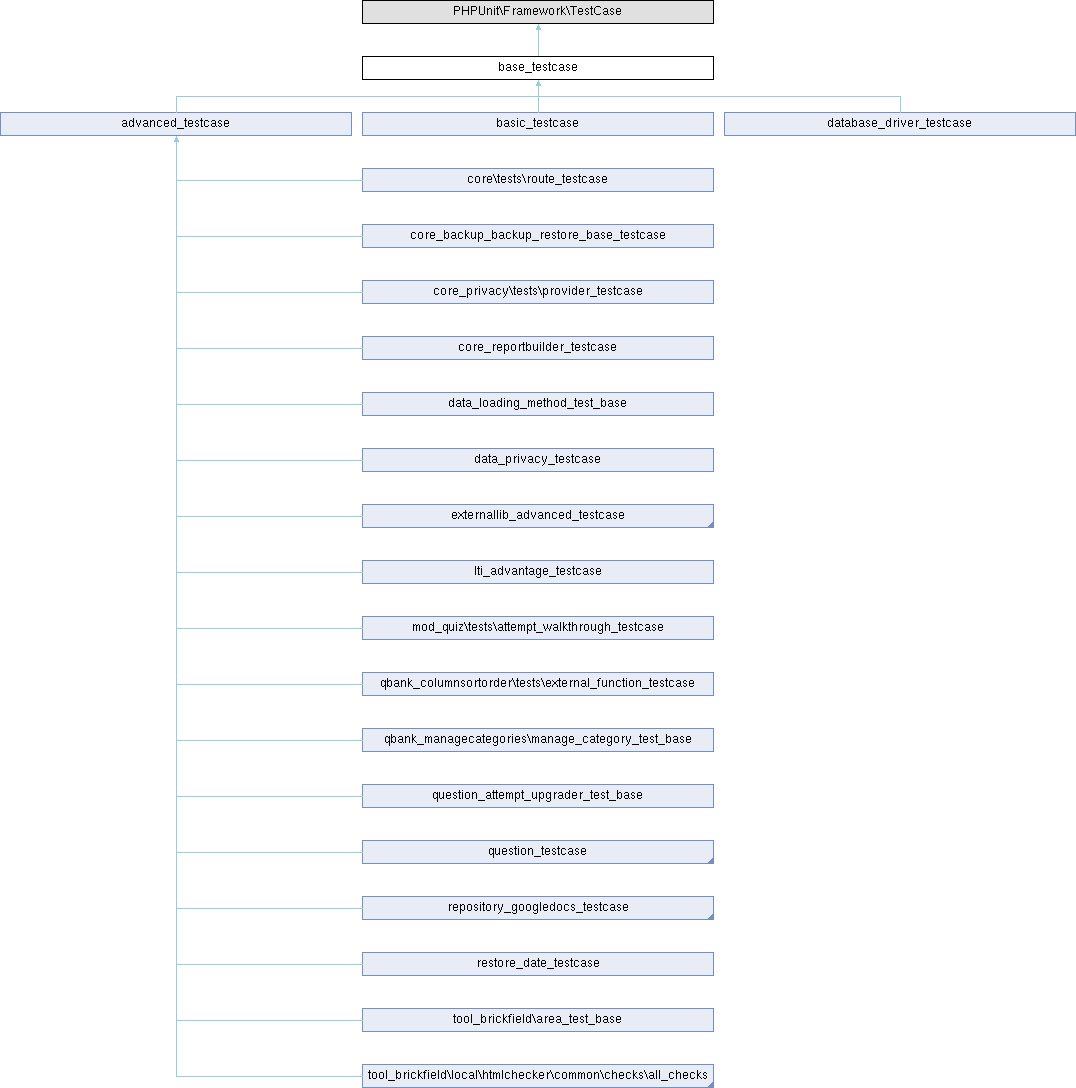 PHPUnit\Framework\TestCase
base_testcase
advanced_testcase
basic_testcase
database_driver_testcase
core\tests\route_testcase
core_backup_backup_restore_base_testcase
core_privacy\tests\provider_testcase
core_reportbuilder_testcase
data_loading_method_test_base
data_privacy_testcase
externallib_advanced_testcase
lti_advantage_testcase
mod_quiz\tests\attempt_walkthrough_testcase
qbank_columnsortorder\tests\external_function_testcase
qbank_managecategories\manage_category_test_base
question_attempt_upgrader_test_base
question_testcase
repository_googledocs_testcase
restore_date_testcase
tool_brickfield\area_test_base
tool_brickfield\local\htmlchecker\common\checks\all_checks